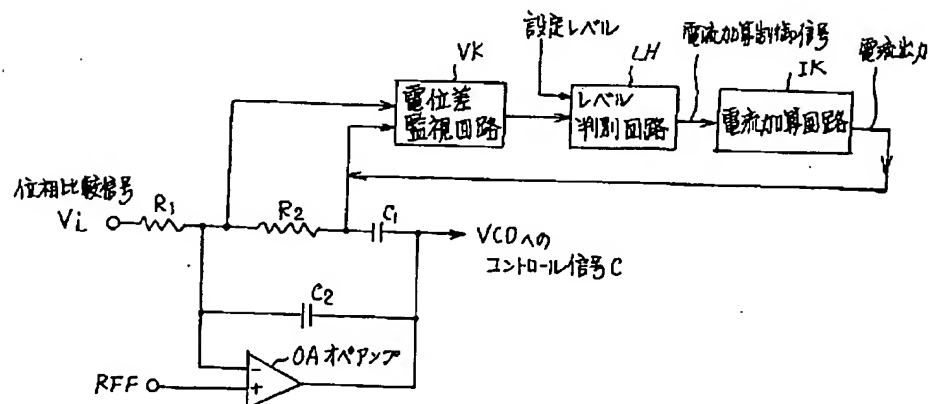 設定レベル
電流加算制御信号
電流出力
VK
LH
IK
電位差
監視回路
レベル
判別回路
電流加算回路
位相比較信号
Vi
R1
R2
C1
VCOへの
コントロール信号C
C2
OAオペアンプ
-
+
RFF